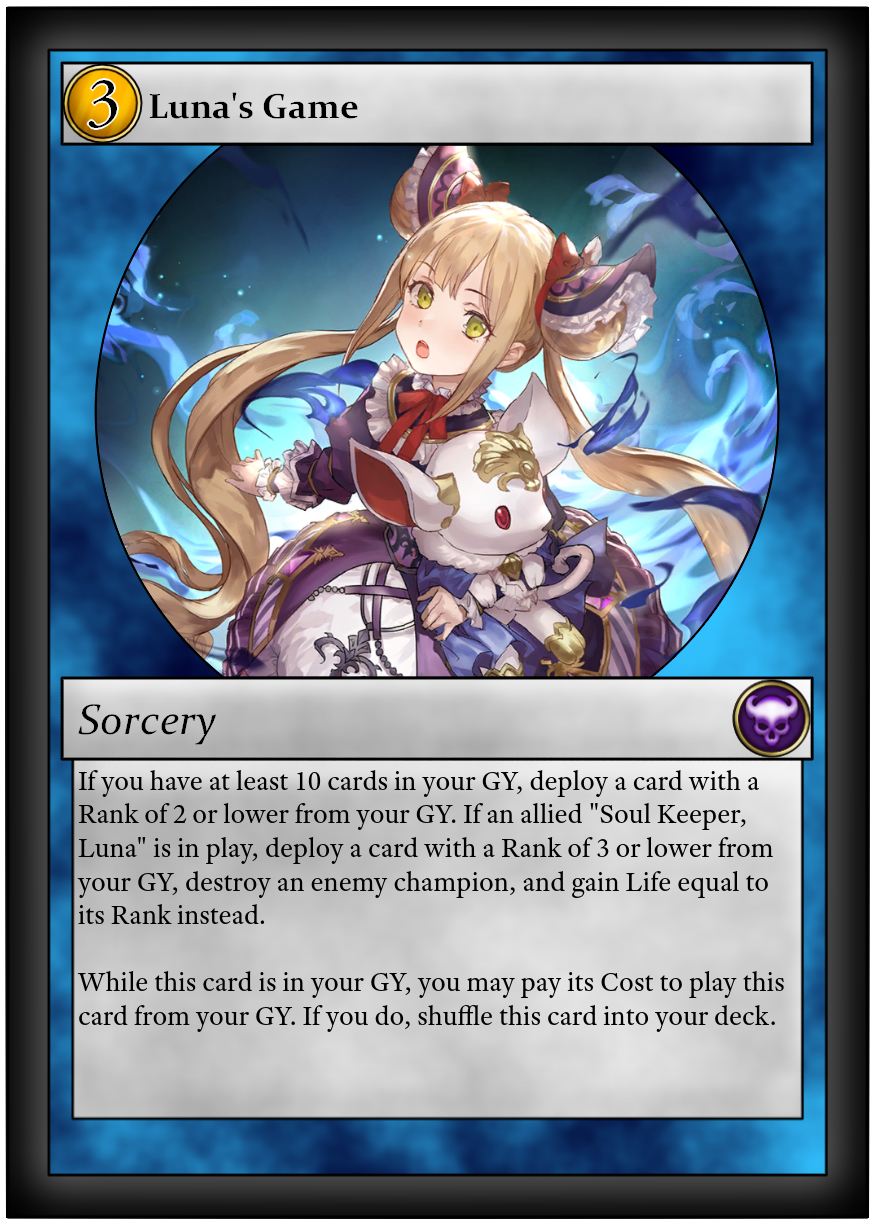 3 Luna's Game
Sorcery
If you have at least 10 cards in your GY, deploy a card with a
Rank of 2 or lower from your GY. If an allied "Soul Keeper,
Luna" is in play, deploy a card with a Rank of 3 or lower from
your GY, destroy an enemy champion, and gain Life equal to
its Rank instead.
While this card is in your GY, you may pay its Cost to play this
card from your GY. If you do, shuffle this card into your deck.